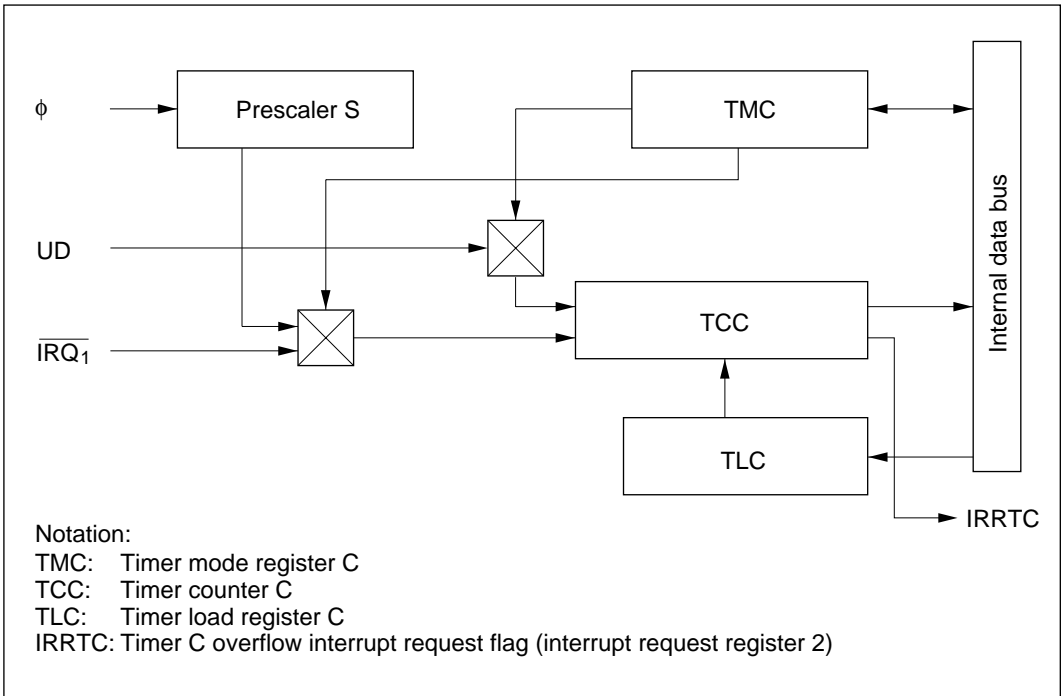 ϕ
Prescaler S
TMC
Internal data bus
UD
TCC
IRQ1
TLC
IRRTC
Notation:
TMC: Timer mode register C
TCC: Timer counter C
TLC: Timer load register C
IRRTC: Timer C overflow interrupt request flag (interrupt request register 2)